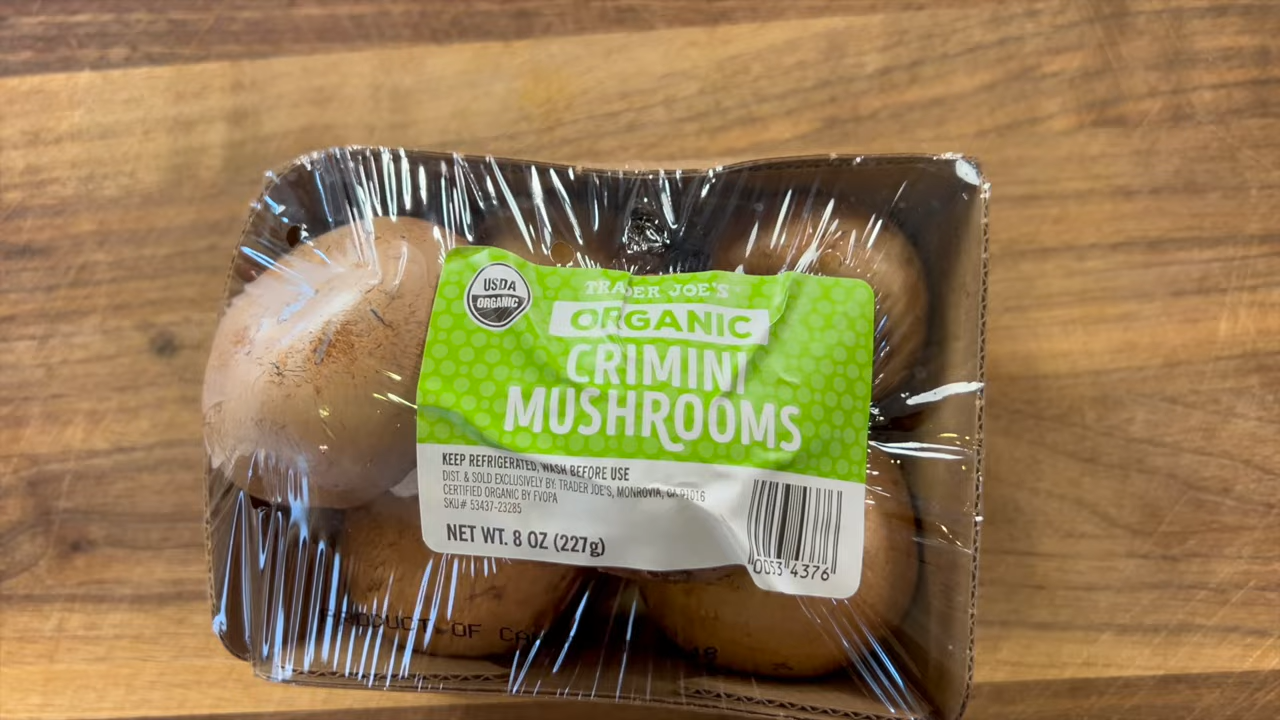 USDA
ORGANIC
TRADER JOE'S
ORGANIC
CRIMINI
MUSHROOMS
KEEP REFRIGERATED, WASH BEFORE USE
DIST. & SOLD EXCLUSIVELY BY: TRADER JOE'S, MONROVIA, CA 91016
CERTIFIED ORGANIC BY FVOPA
SKU# 53437-23285
NET WT. 8 OZ (227g)
0053 4376
PRODUCT OF